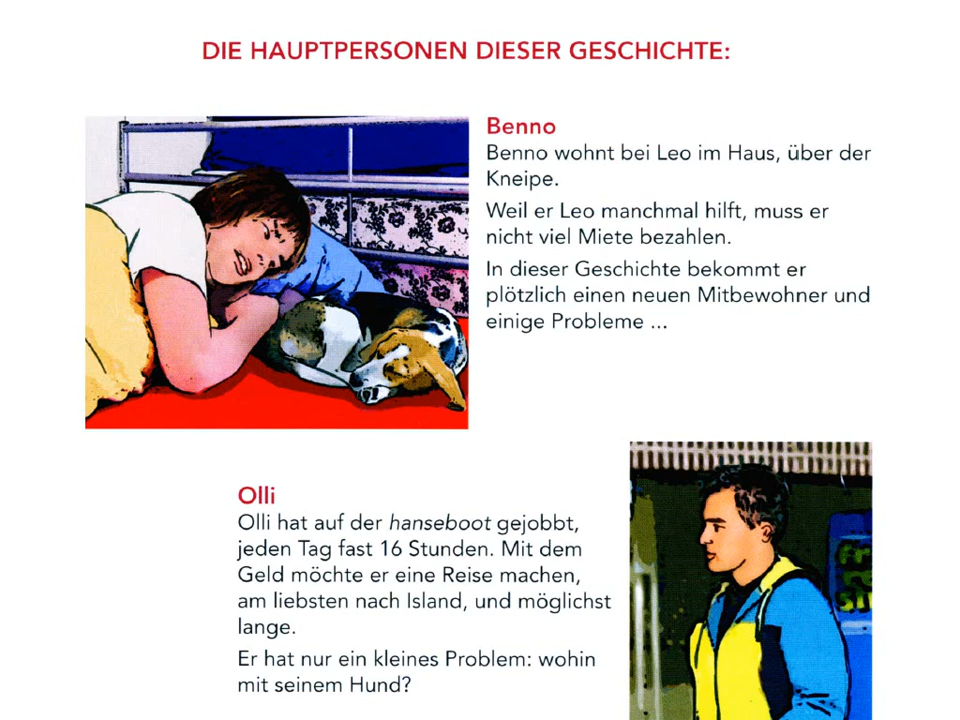 DIE HAUPTPERSONEN DIESER GESCHICHTE:
Benno
Benno wohnt bei Leo im Haus, über der
Kneipe.
Weil er Leo manchmal hilft, muss er
nicht viel Miete bezahlen.
In dieser Geschichte bekommt er
plötzlich einen neuen Mitbewohner und
einige Probleme ...
Olli
Olli hat auf der hanseboot gejobbt,
jeden Tag fast 16 Stunden. Mit dem
Geld möchte er eine Reise machen,
am liebsten nach Island, und möglichst
lange.
Er hat nur ein kleines Problem: wohin
mit seinem Hund?